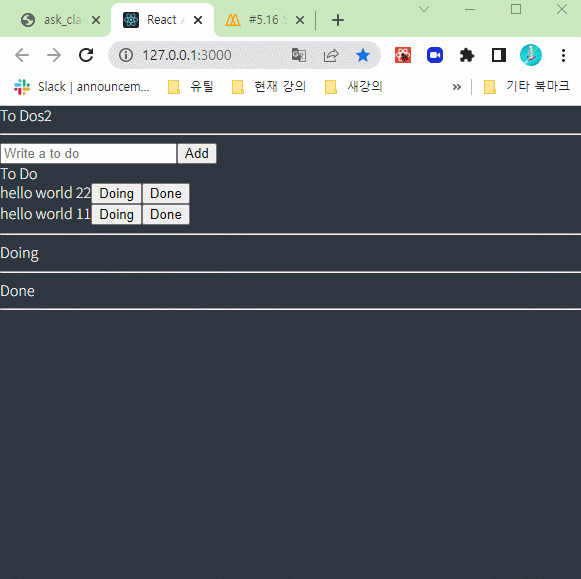 ask_cla
React A
#5.16 S
127.0.0.1:3000
Slack | announcem... 유틸 현재 강의 새강의 » 기타 북마크
To Dos2
Write a to do Add
To Do
hello world 22 Doing Done
hello world 11 Doing Done
Doing
Done